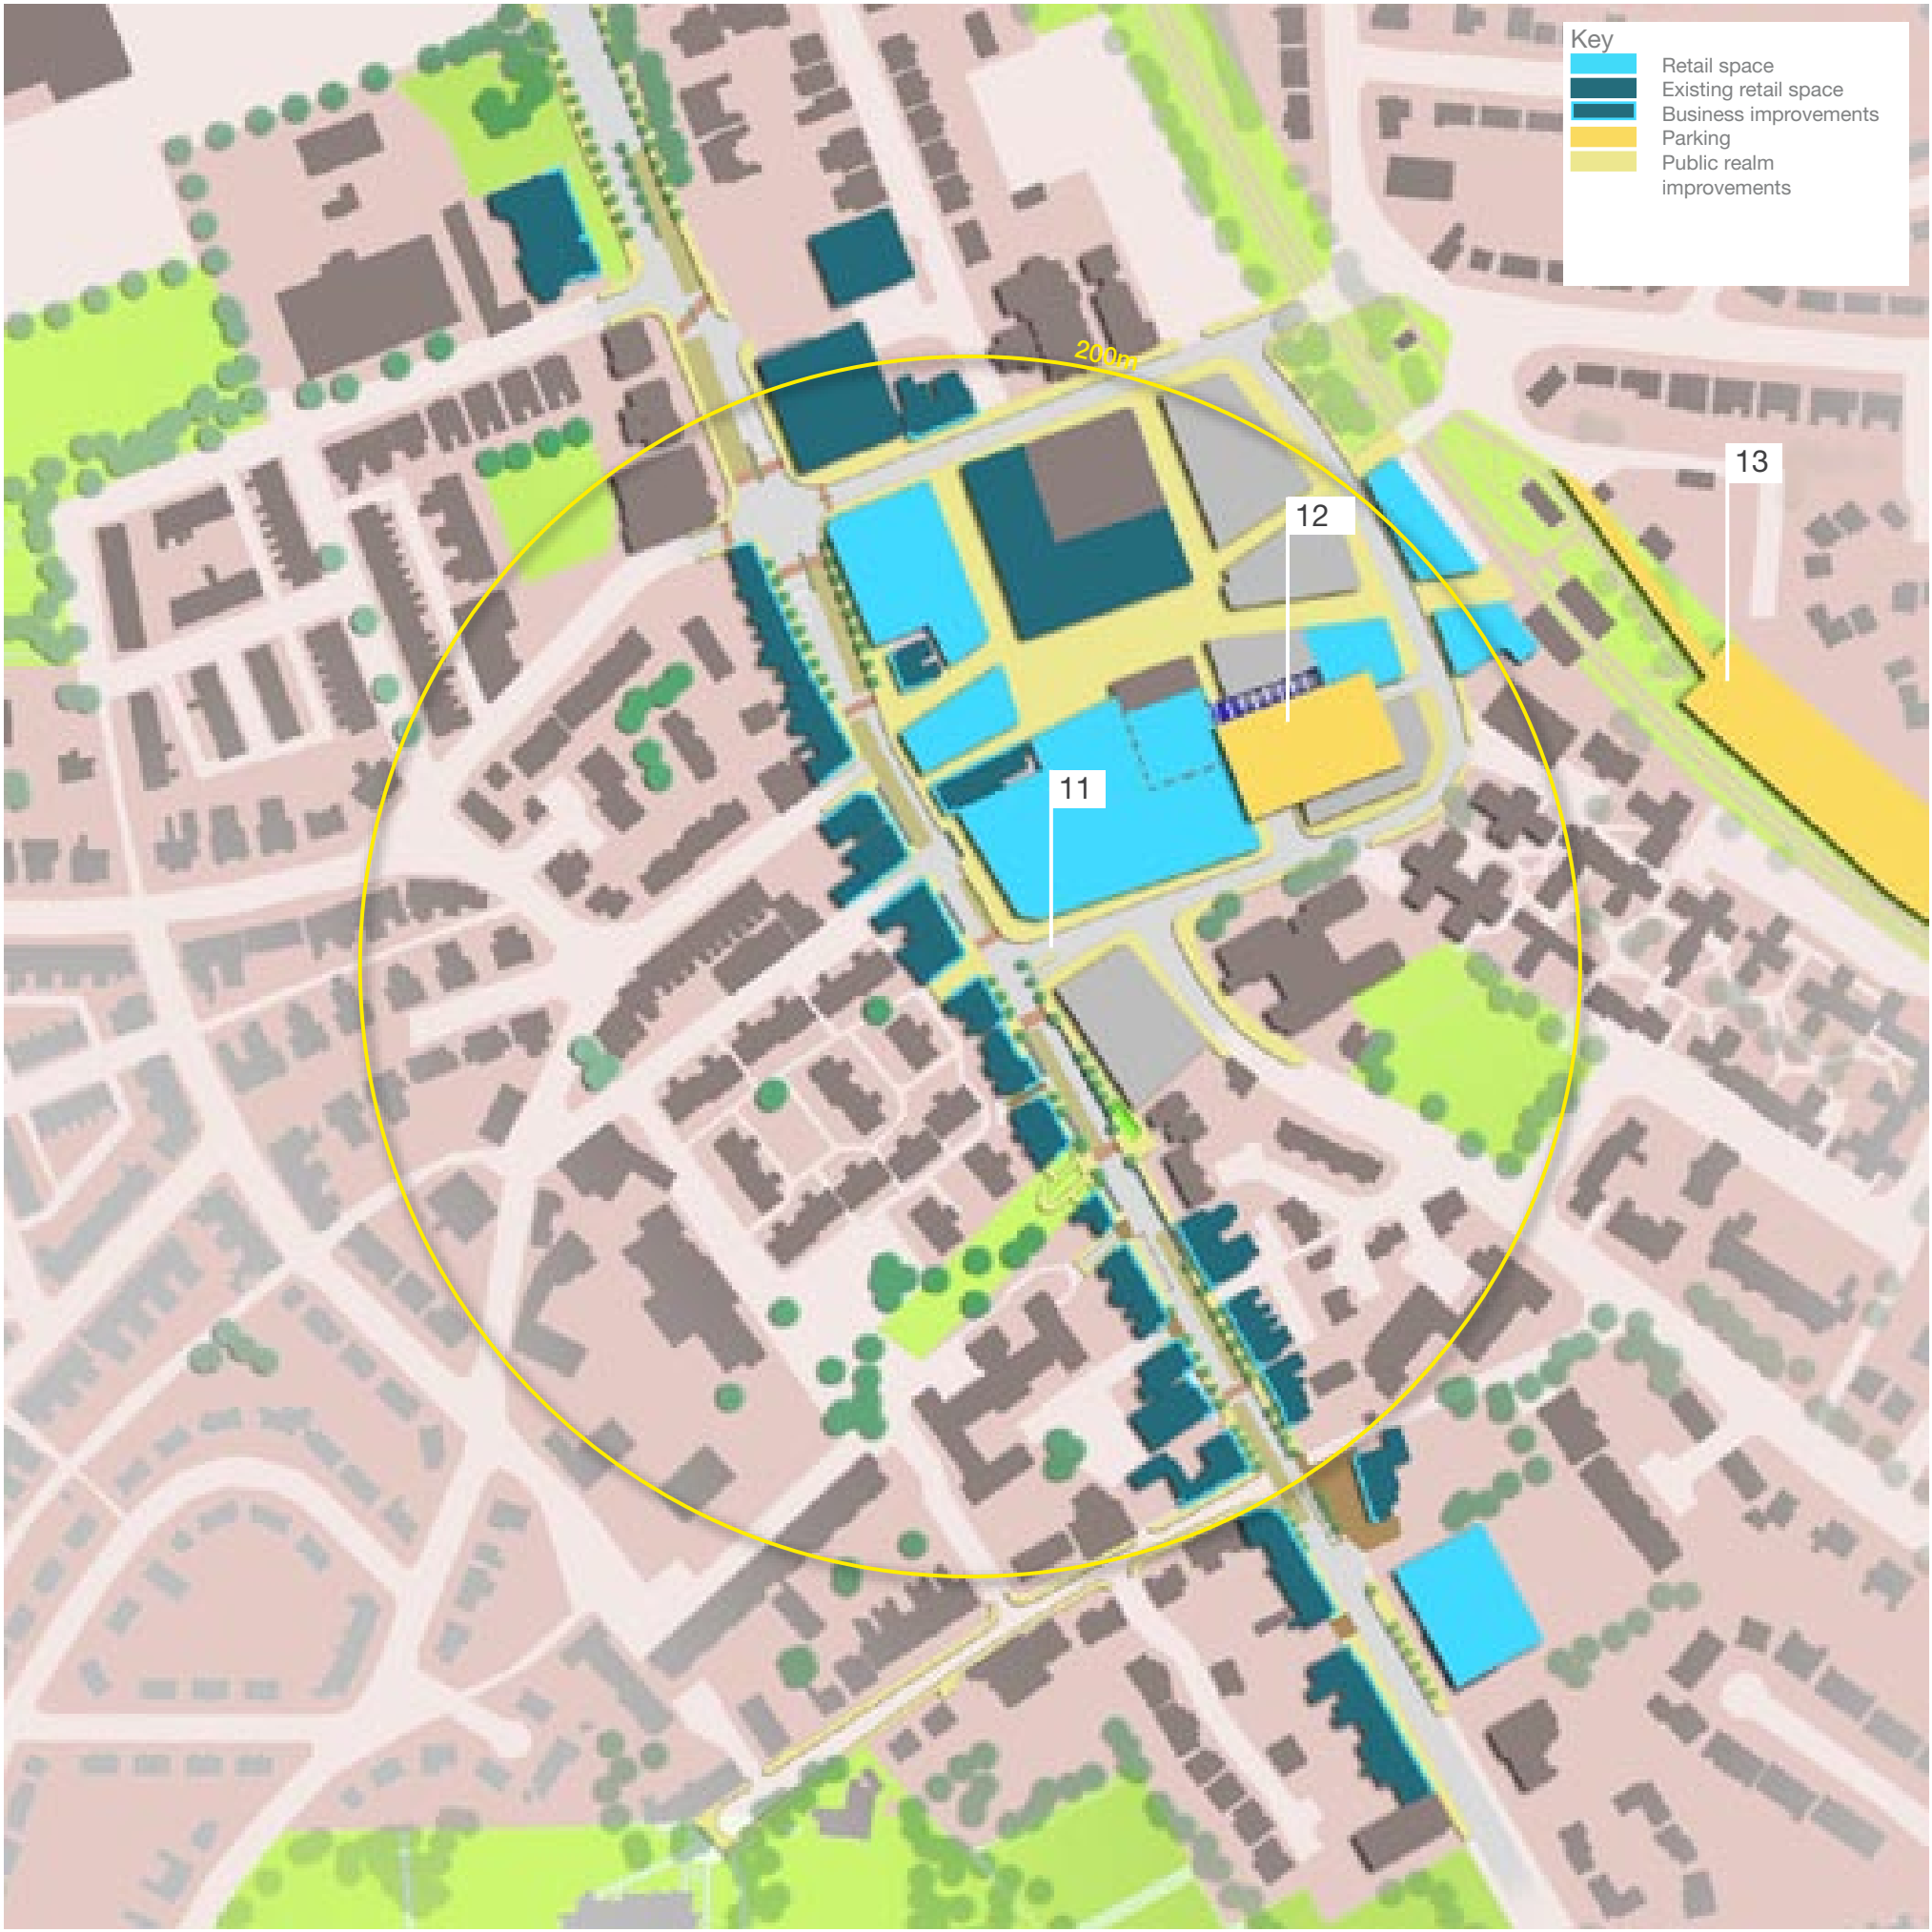 Key
Retail space
Existing retail space
Business improvements
Parking
Public realm
improvements
200m
13
12
11